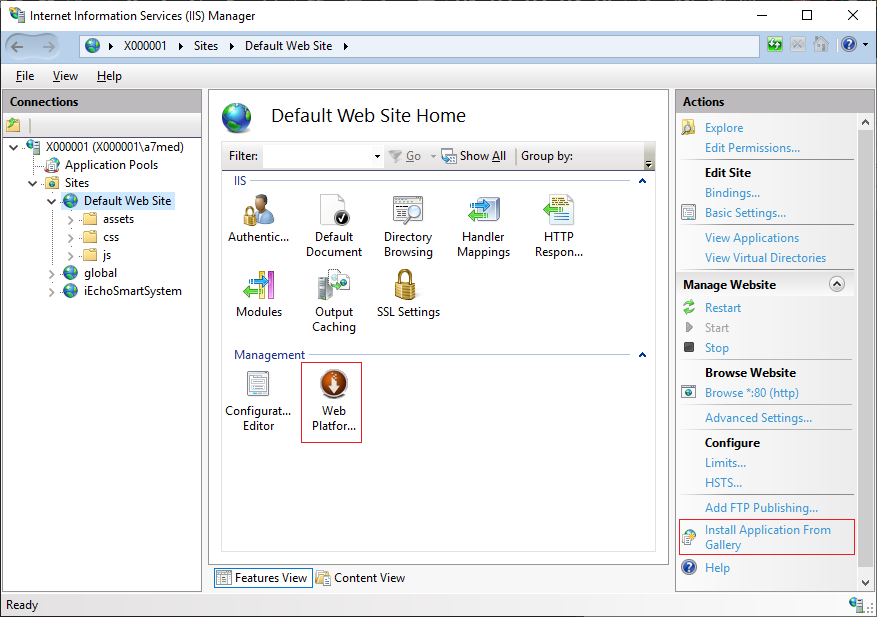 Internet Information Services (IIS) Manager
X000001 Sites Default Web Site
File View Help
Connections
X000001 (X000001\a7med)
Application Pools
Sites
Default Web Site
assets
css
js
global
iEchoSmartSystem
Default Web Site Home
Filter: Go Show All Group by:
IIS
Authentic...
Default
Document
Directory
Browsing
Handler
Mappings
HTTP
Respon...
Modules
Output
Caching
SSL Settings
Management
Configurat...
Editor
Web
Platfor...
Features View Content View
Actions
Explore
Edit Permissions...
Edit Site
Bindings...
Basic Settings...
View Applications
View Virtual Directories
Manage Website
Restart
Start
Stop
Browse Website
Browse *:80 (http)
Advanced Settings...
Configure
Limits...
HSTS...
Add FTP Publishing...
Install Application From
Gallery
Help
Ready